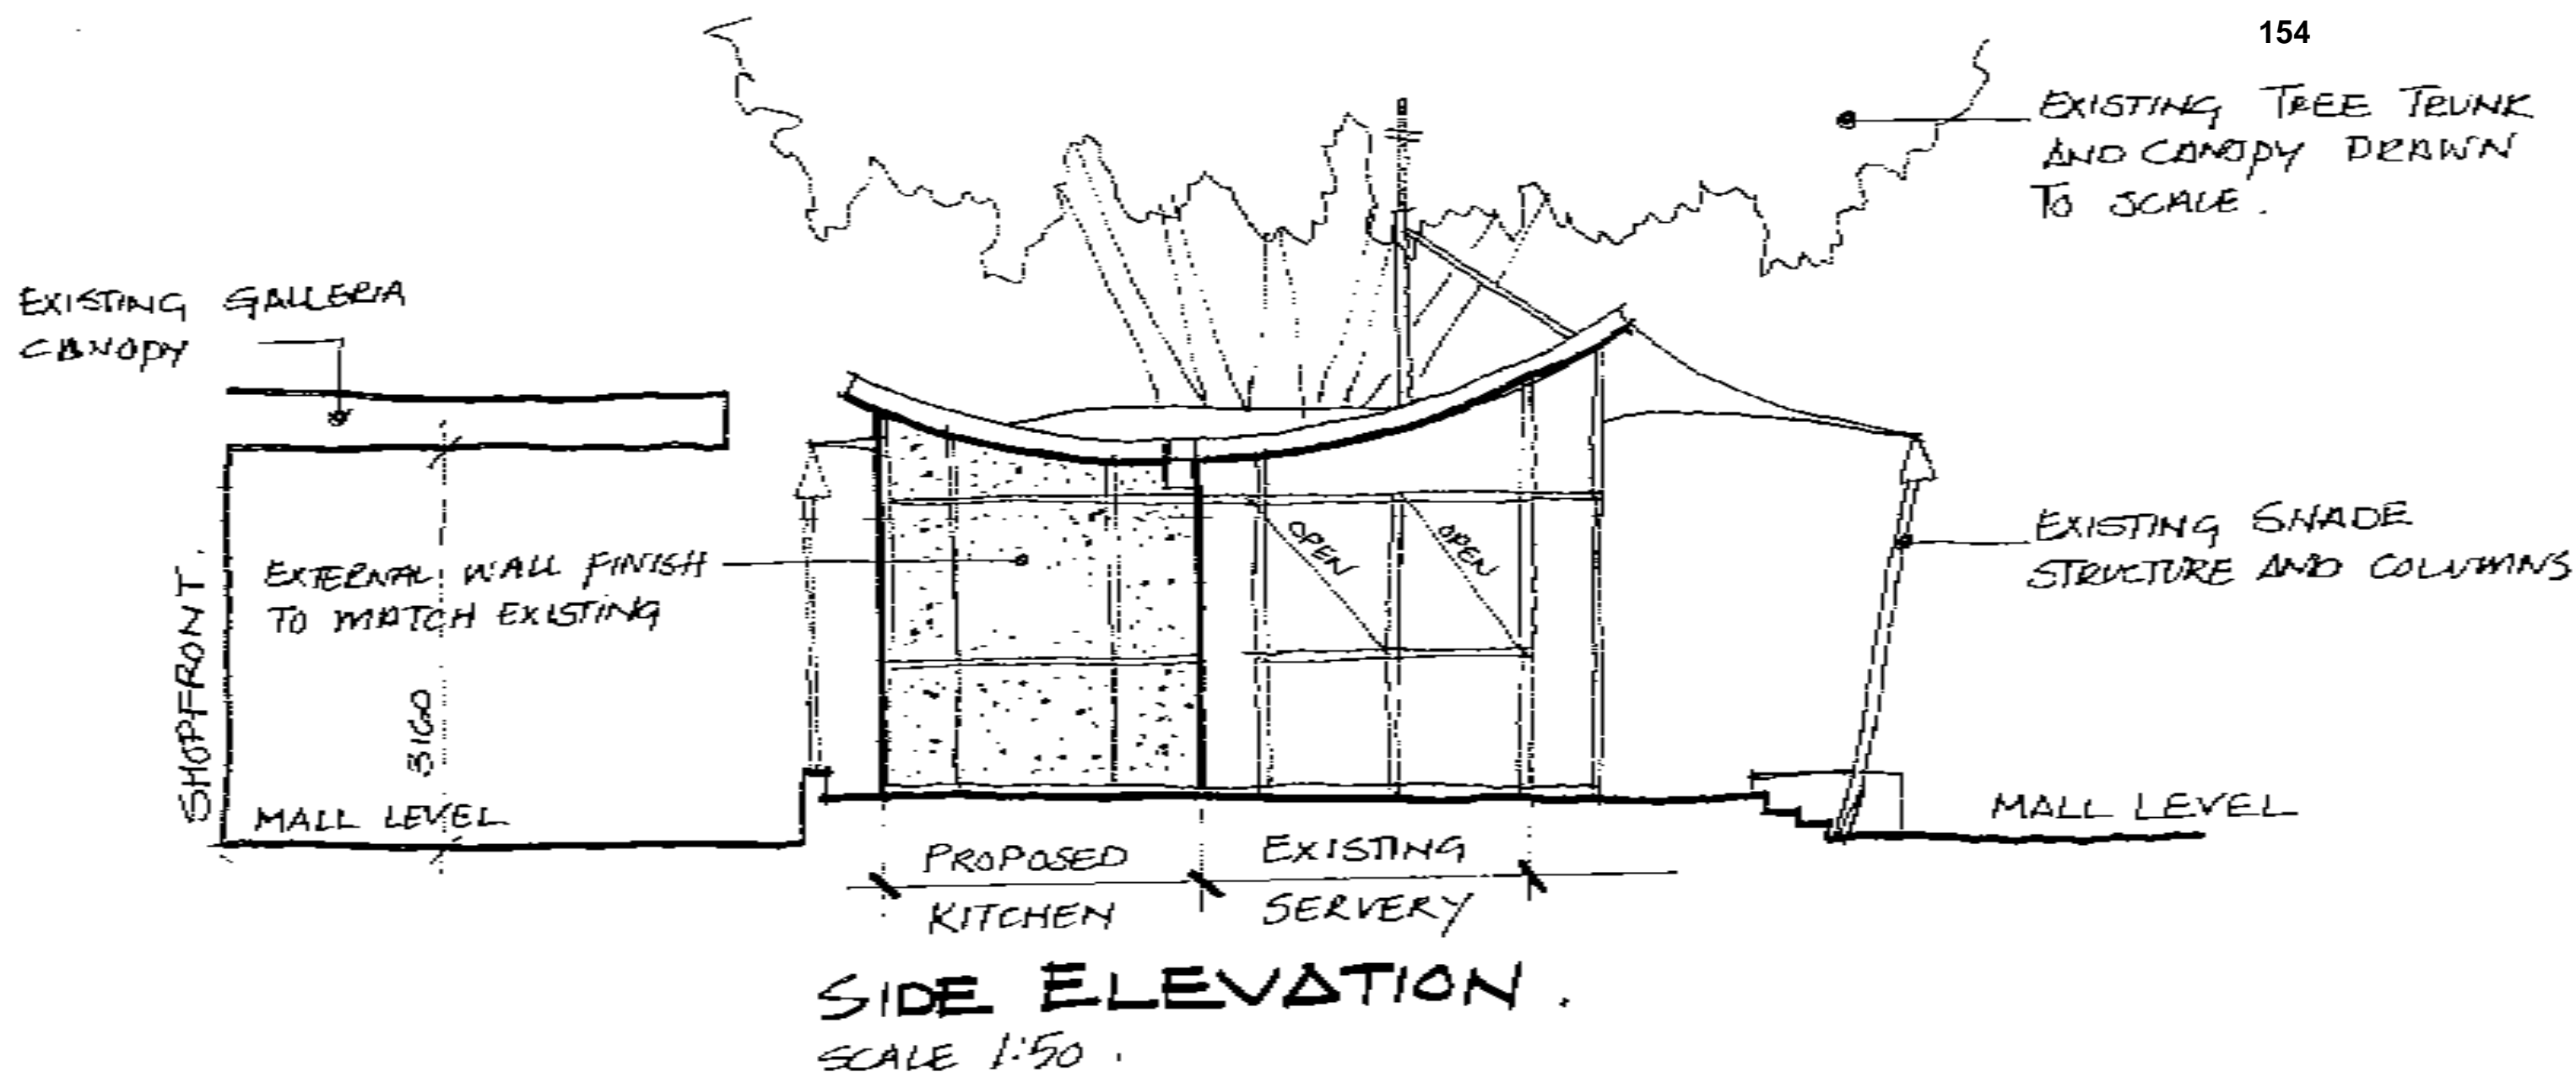 154
EXISTING TREE TRUNK
AND CANOPY DRAWN
TO SCALE.
EXISTING GALLERIA
CANOPY
SHOPFRONT.
EXTERNAL WALL FINISH
TO MATCH EXISTING
3160
MALL LEVEL
OPEN
OPEN
EXISTING SHADE
STRUCTURE AND COLUMNS
MALL LEVEL
PROPOSED
KITCHEN
EXISTING
SERVERY
SIDE ELEVATION.
SCALE 1:50.